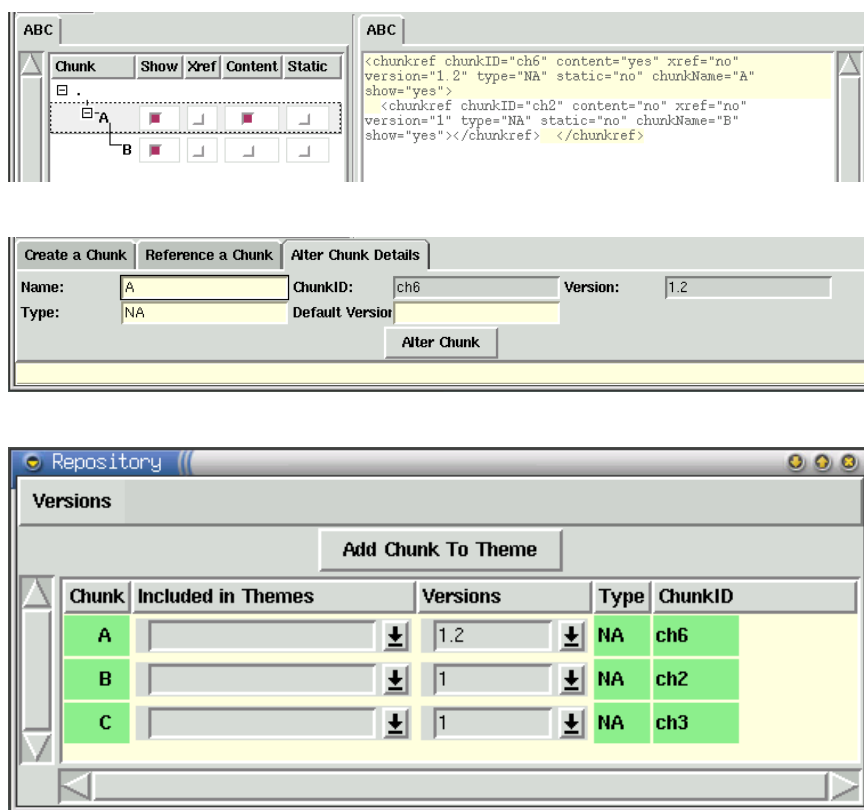 ABC
Chunk Show Xref Content Static
.
A
B
ABC
<chunkref chunkID="ch6" content="yes" xref="no"
version="1.2" type="NA" static="no" chunkName="A"
show="yes">
<chunkref chunkID="ch2" content="no" xref="no"
version="1" type="NA" static="no" chunkName="B"
show="yes"></chunkref> </chunkref>
Create a Chunk Reference a Chunk Alter Chunk Details
Name: A ChunkID: ch6 Version: 1.2
Type: NA Default Version
Alter Chunk
Repository
Versions
Add Chunk To Theme
Chunk Included in Themes Versions Type ChunkID
A 1.2 NA ch6
B 1 NA ch2
C 1 NA ch3